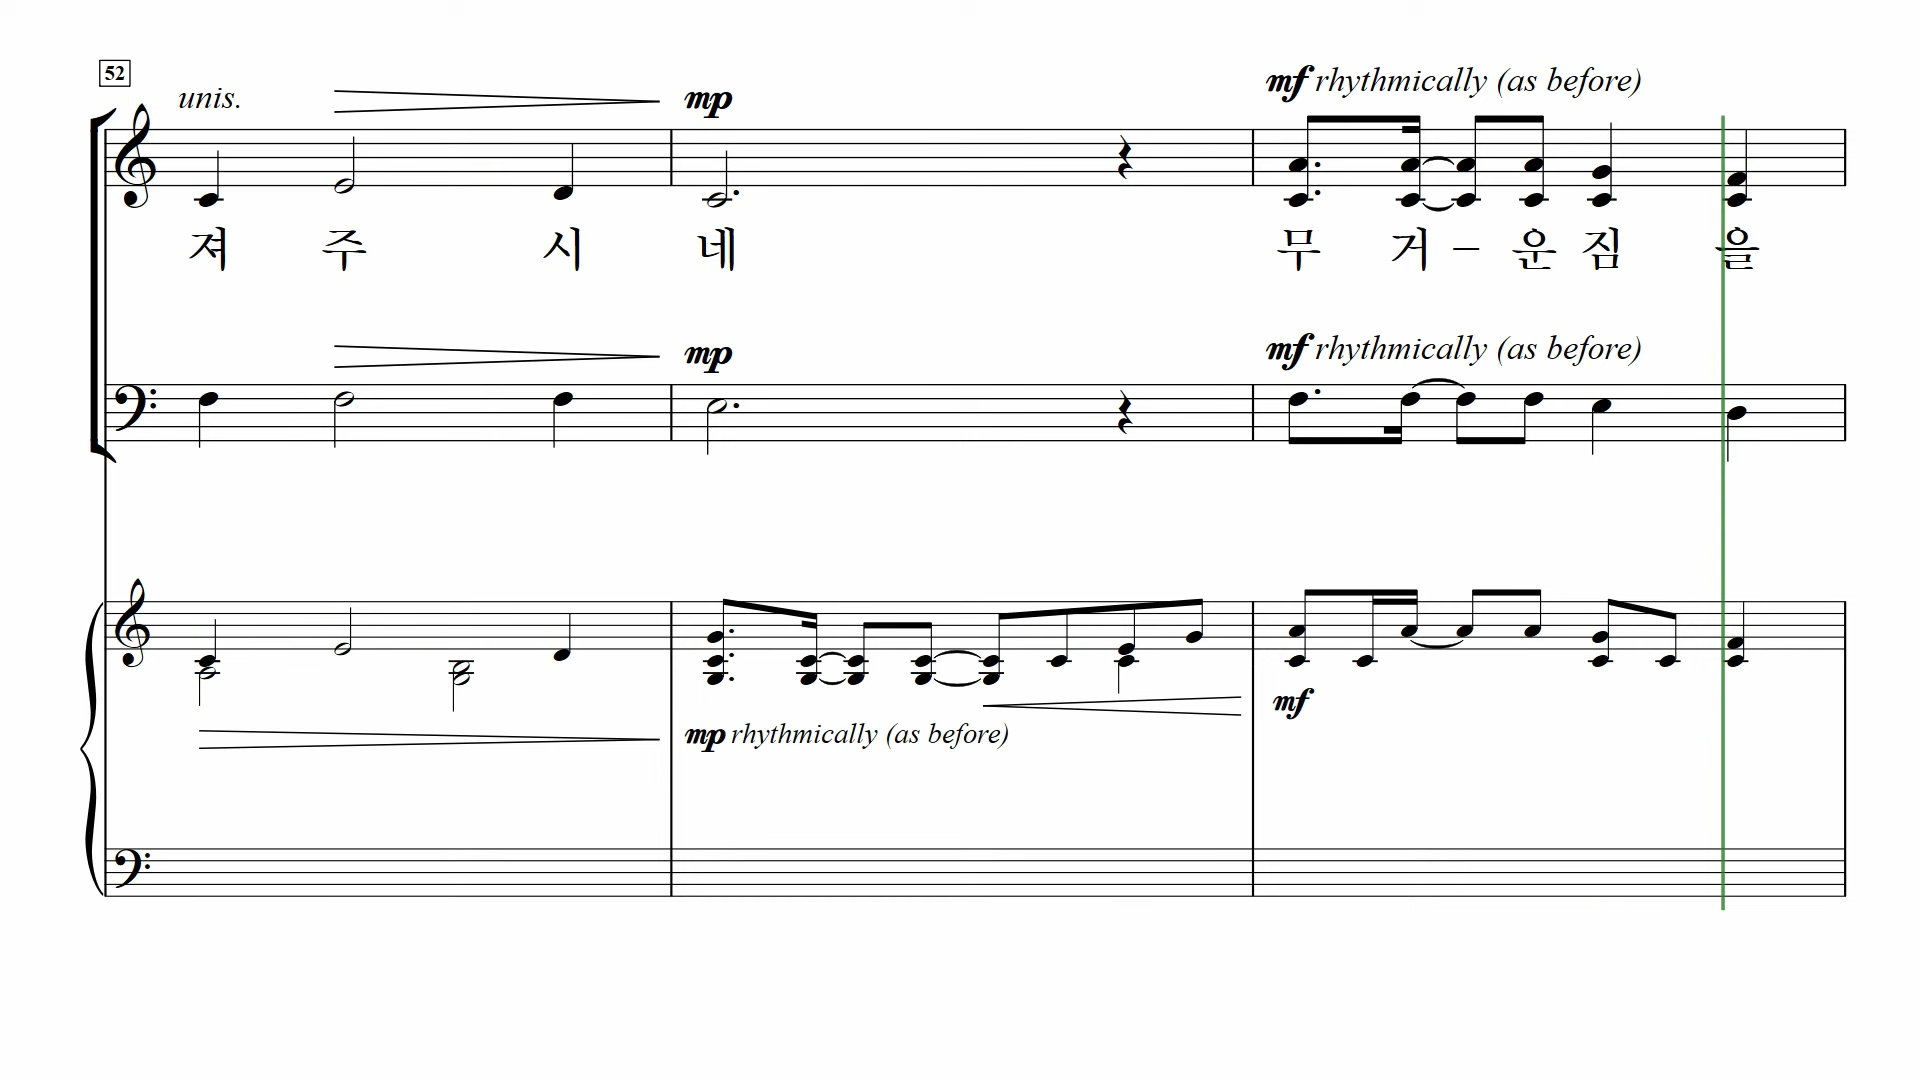 52
unis.
mp
mf rhythmically (as before)
져 주 시 네 무 거 – 운 짐 을
mp
mf rhythmically (as before)
mf
mp rhythmically (as before)